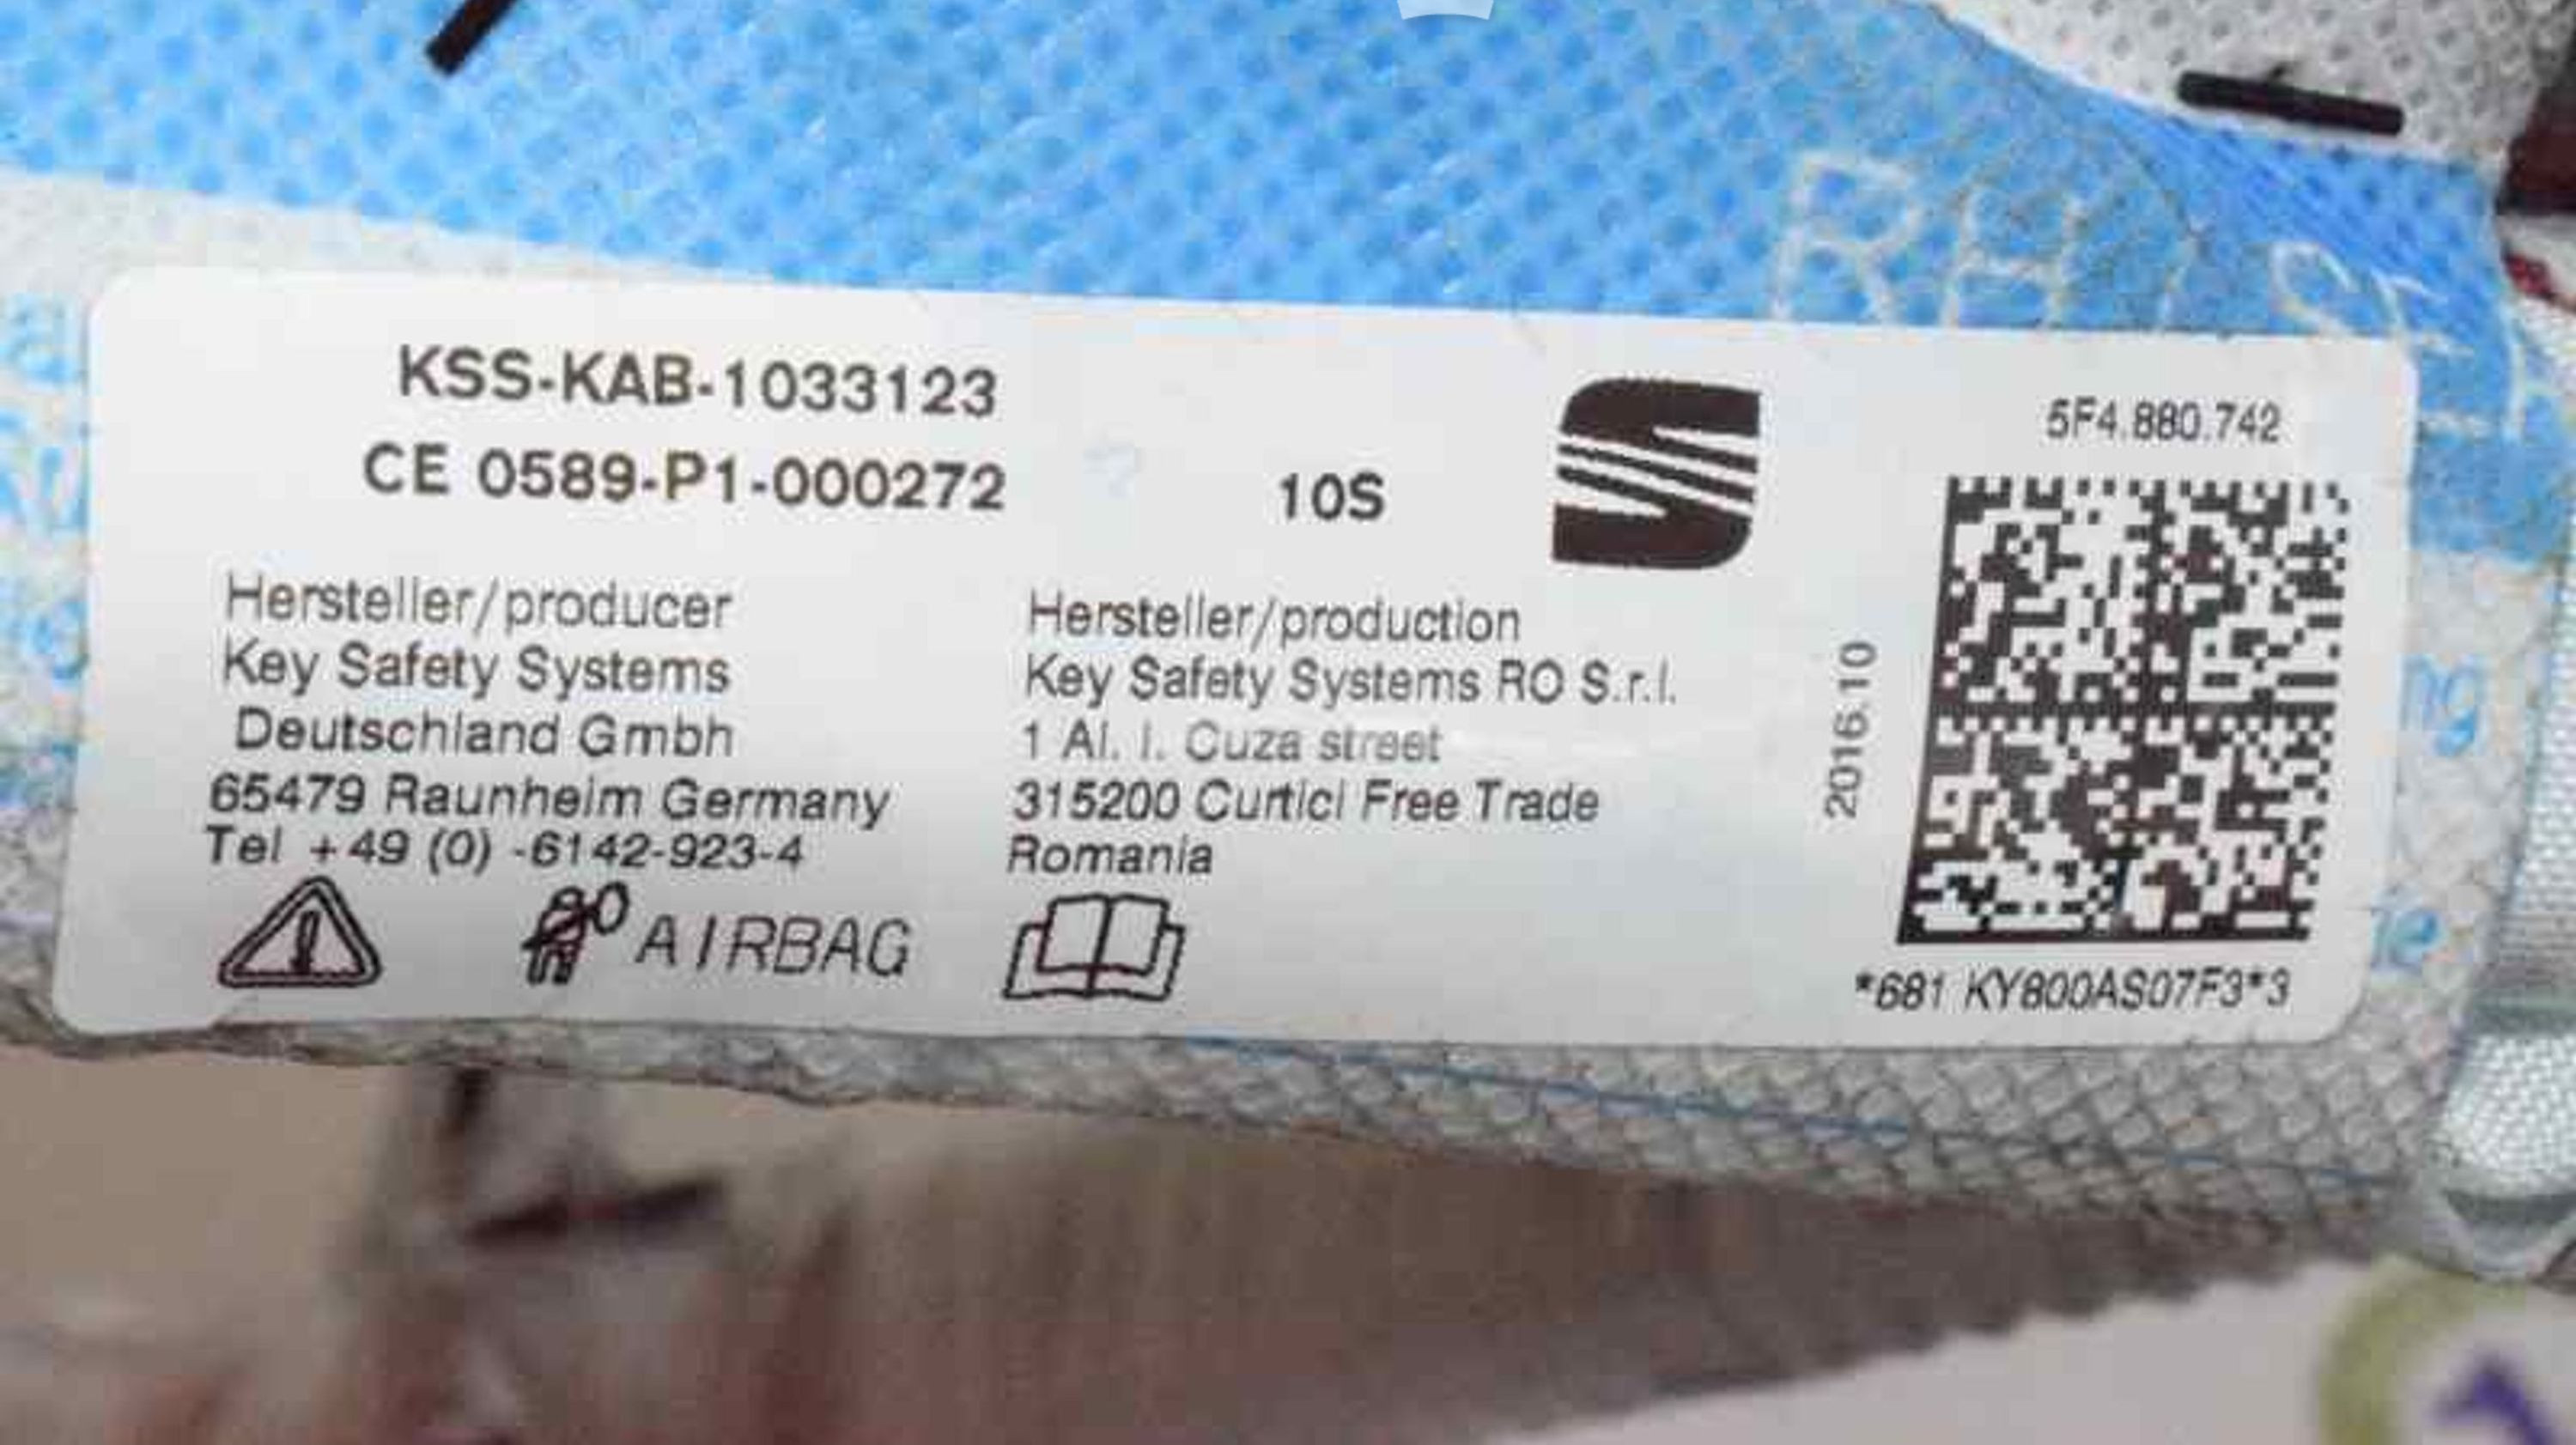 RH / SE
KSS-KAB-1033123
CE 0589-P1-000272
10S
5F4.880.742
Hersteller/producer
Key Safety Systems
Deutschland Gmbh
65479 Raunheim Germany
Tel +49 (0) -6142-923-4
Hersteller/production
Key Safety Systems RO S.r.l.
1 Al. I. Cuza street
315200 Curtici Free Trade
Romania
2016.10
AIRBAG
*681 KY800AS07F3*3